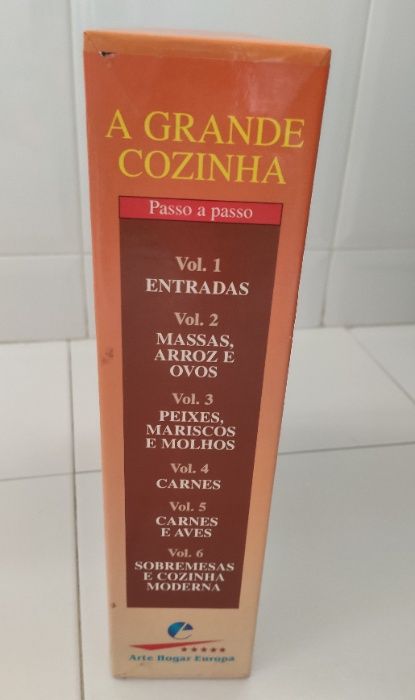 A GRANDE
COZINHA
Passo a passo
Vol. 1
ENTRADAS
Vol. 2
MASSAS,
ARROZ E
OVOS
Vol. 3
PEIXES,
MARISCOS
E MOLHOS
Vol. 4
CARNES
Vol. 5
CARNES
E AVES
Vol. 6
SOBREMESAS
E COZINHA
MODERNA
Arte Hogar Europa